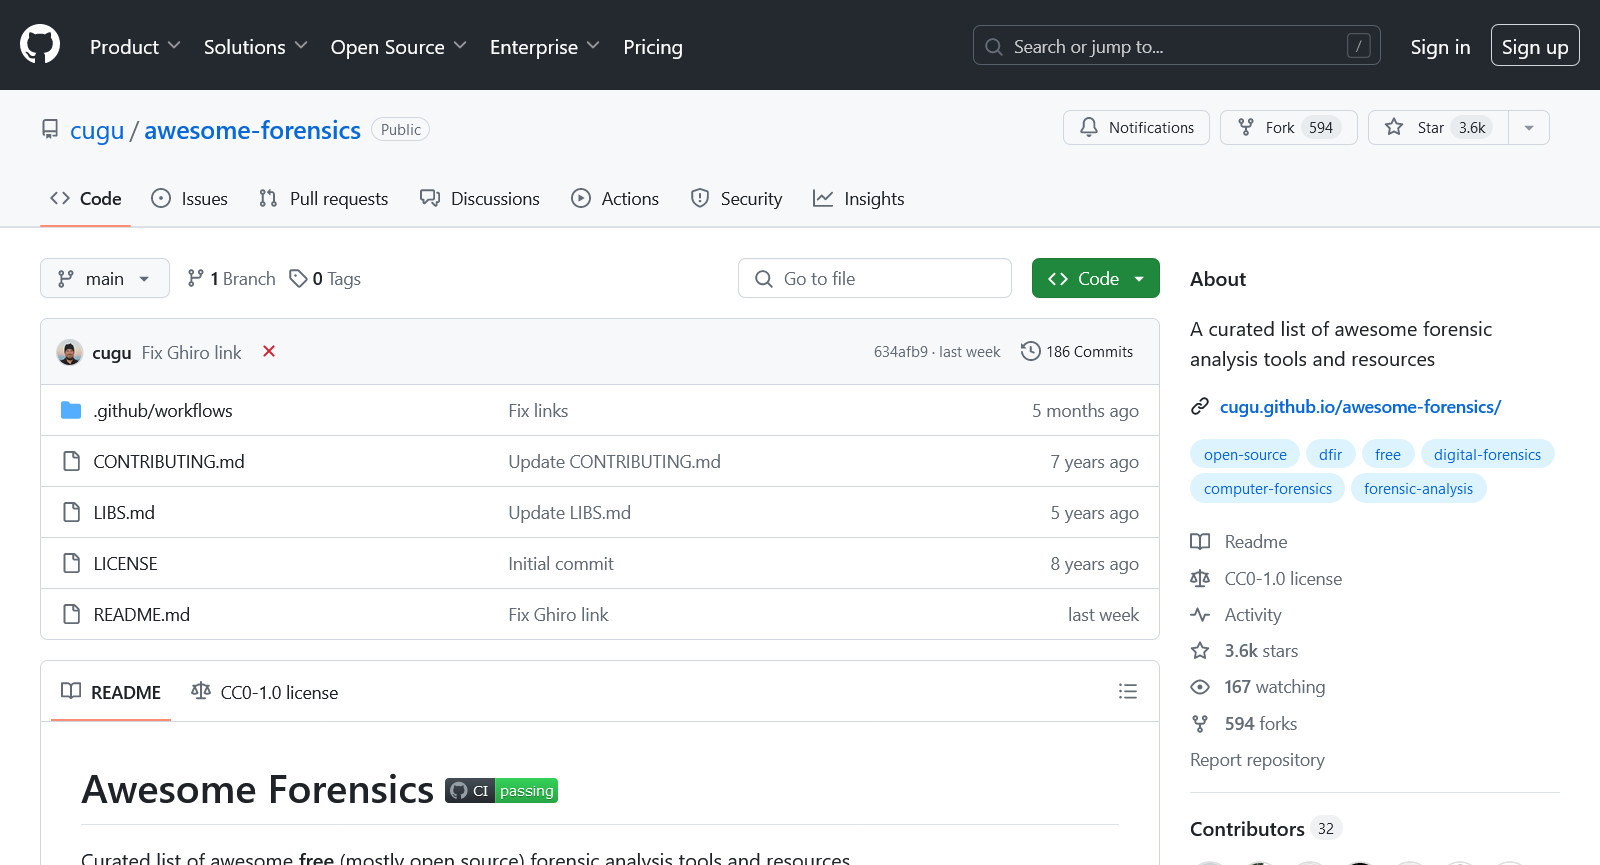 Product Solutions Open Source Enterprise Pricing Search or jump to... / Sign in Sign up
cugu / awesome-forensics Public Notifications Fork 594 Star 3.6k
Code Issues Pull requests Discussions Actions Security Insights
main 1 Branch 0 Tags Go to file Code
cugu Fix Ghiro link 634afb9 · last week 186 Commits
.github/workflows Fix links 5 months ago
CONTRIBUTING.md Update CONTRIBUTING.md 7 years ago
LIBS.md Update LIBS.md 5 years ago
LICENSE Initial commit 8 years ago
README.md Fix Ghiro link last week
README CC0-1.0 license
Awesome Forensics CI passing
Curated list of awesome free (mostly open source) forensic analysis tools and resources
About
A curated list of awesome forensic
analysis tools and resources
cugu.github.io/awesome-forensics/
open-source dfir free digital-forensics
computer-forensics forensic-analysis
Readme
CC0-1.0 license
Activity
3.6k stars
167 watching
594 forks
Report repository
Contributors 32